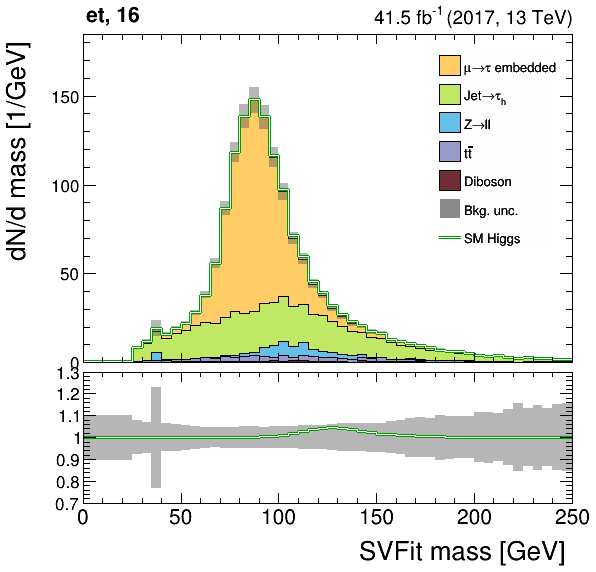 et, 16
41.5 fb⁻¹ (2017, 13 TeV)
dN/d mass [1/GeV]
150
100
50
0
μ→τ embedded
Jet→τₕ
Z→ll
tt̄
Diboson
Bkg. unc.
SM Higgs
1.3
1.2
1.1
1
0.9
0.8
0.7
0 50 100 150 200 250
SVFit mass [GeV]